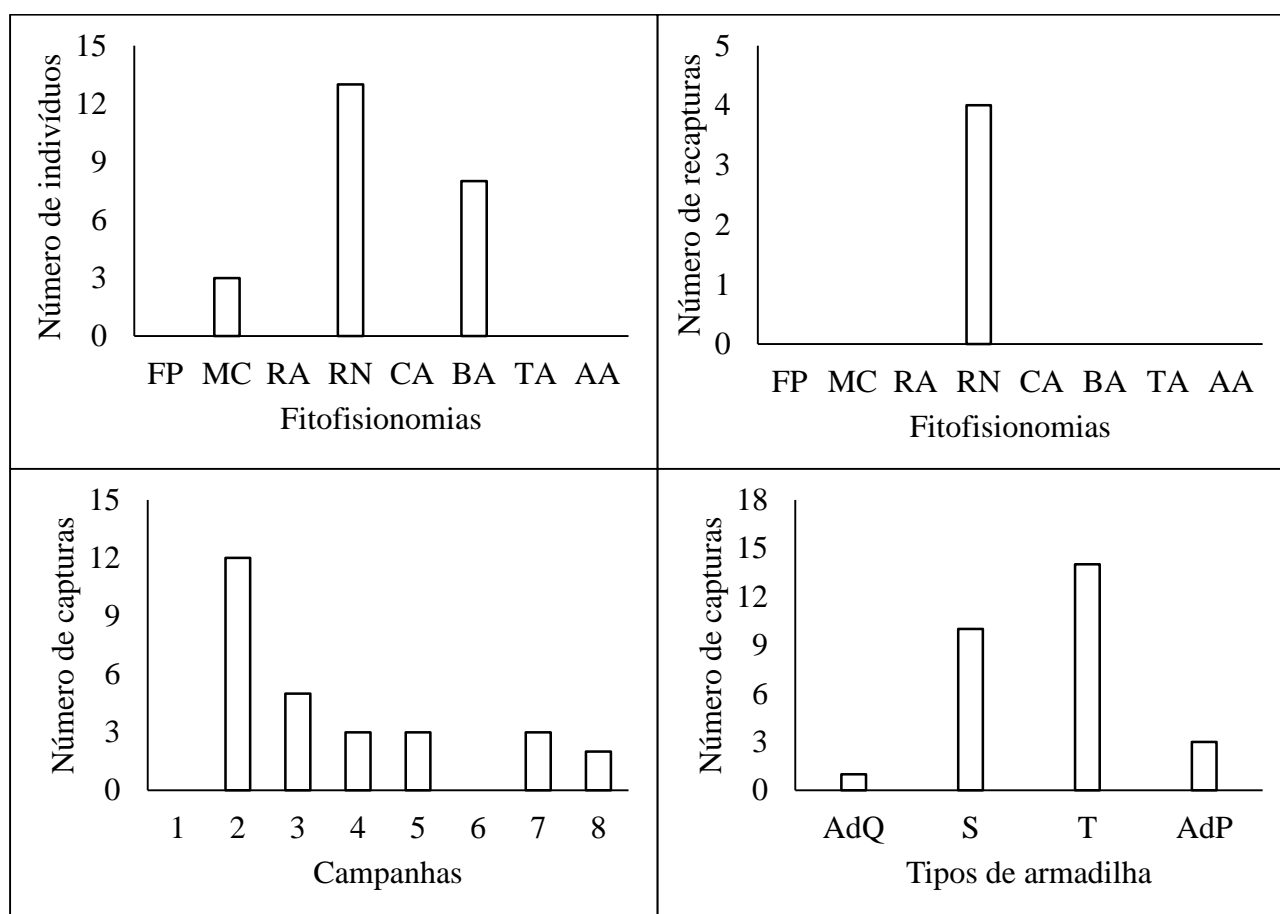 Número de indivíduos
15
12
9
6
3
0
FP MC RA RN CA BA TA AA
Fitofisionomias
Número de recapturas
5
4
3
2
1
0
FP MC RA RN CA BA TA AA
Fitofisionomias
Número de capturas
15
12
9
6
3
0
1 2 3 4 5 6 7 8
Campanhas
Número de capturas
18
15
12
9
6
3
0
AdQ S T AdP
Tipos de armadilha